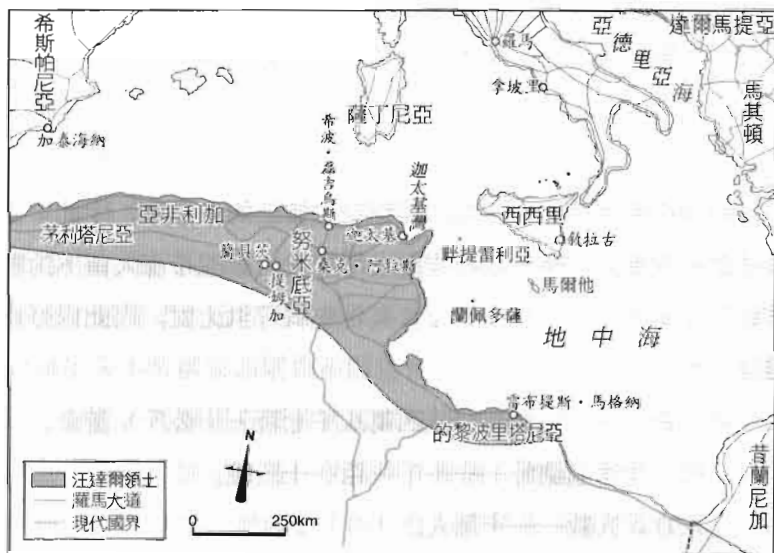 希斯帕尼亞
加泰海納
羅馬
拿坡里
亞德里亞海
達爾馬提亞
馬其頓
薩丁尼亞
希波・磊吉烏斯
迦太基灣
亞非利加
茅利塔尼亞
努米底亞
迦太基
蘭貝茨
提姆加
桑克・阿拉斯
西西里
敘拉古
畔提雷利亞
馬爾他
蘭佩多薩
地中海
雷布提斯・馬格納
的黎波里塔尼亞
昔蘭尼加
N
汪達爾領土
羅馬大道
現代國界
0 250km